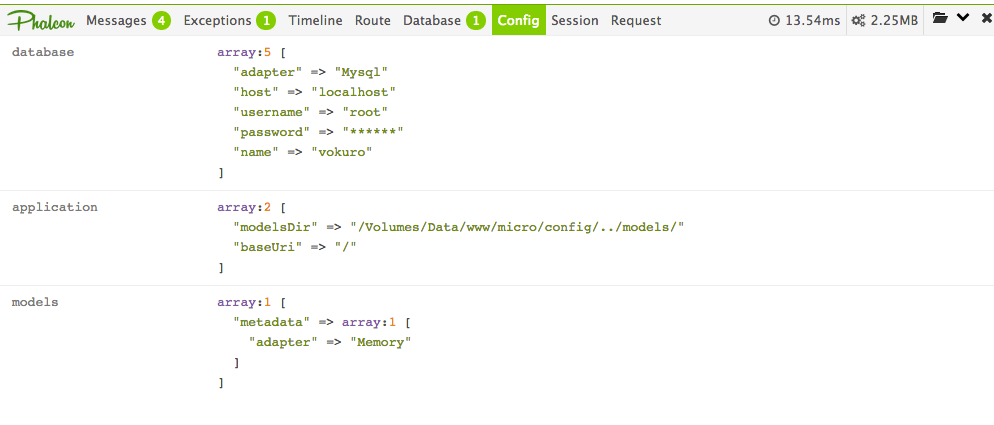 Phalcon Messages 4 Exceptions 1 Timeline Route Database 1 Config Session Request 13.54ms 2.25MB
database array:5 [
"adapter" => "Mysql"
"host" => "localhost"
"username" => "root"
"password" => "******"
"name" => "vokuro"
]
application array:2 [
"modelsDir" => "/Volumes/Data/www/micro/config/../models/"
"baseUri" => "/"
]
models array:1 [
"metadata" => array:1 [
"adapter" => "Memory"
]
]